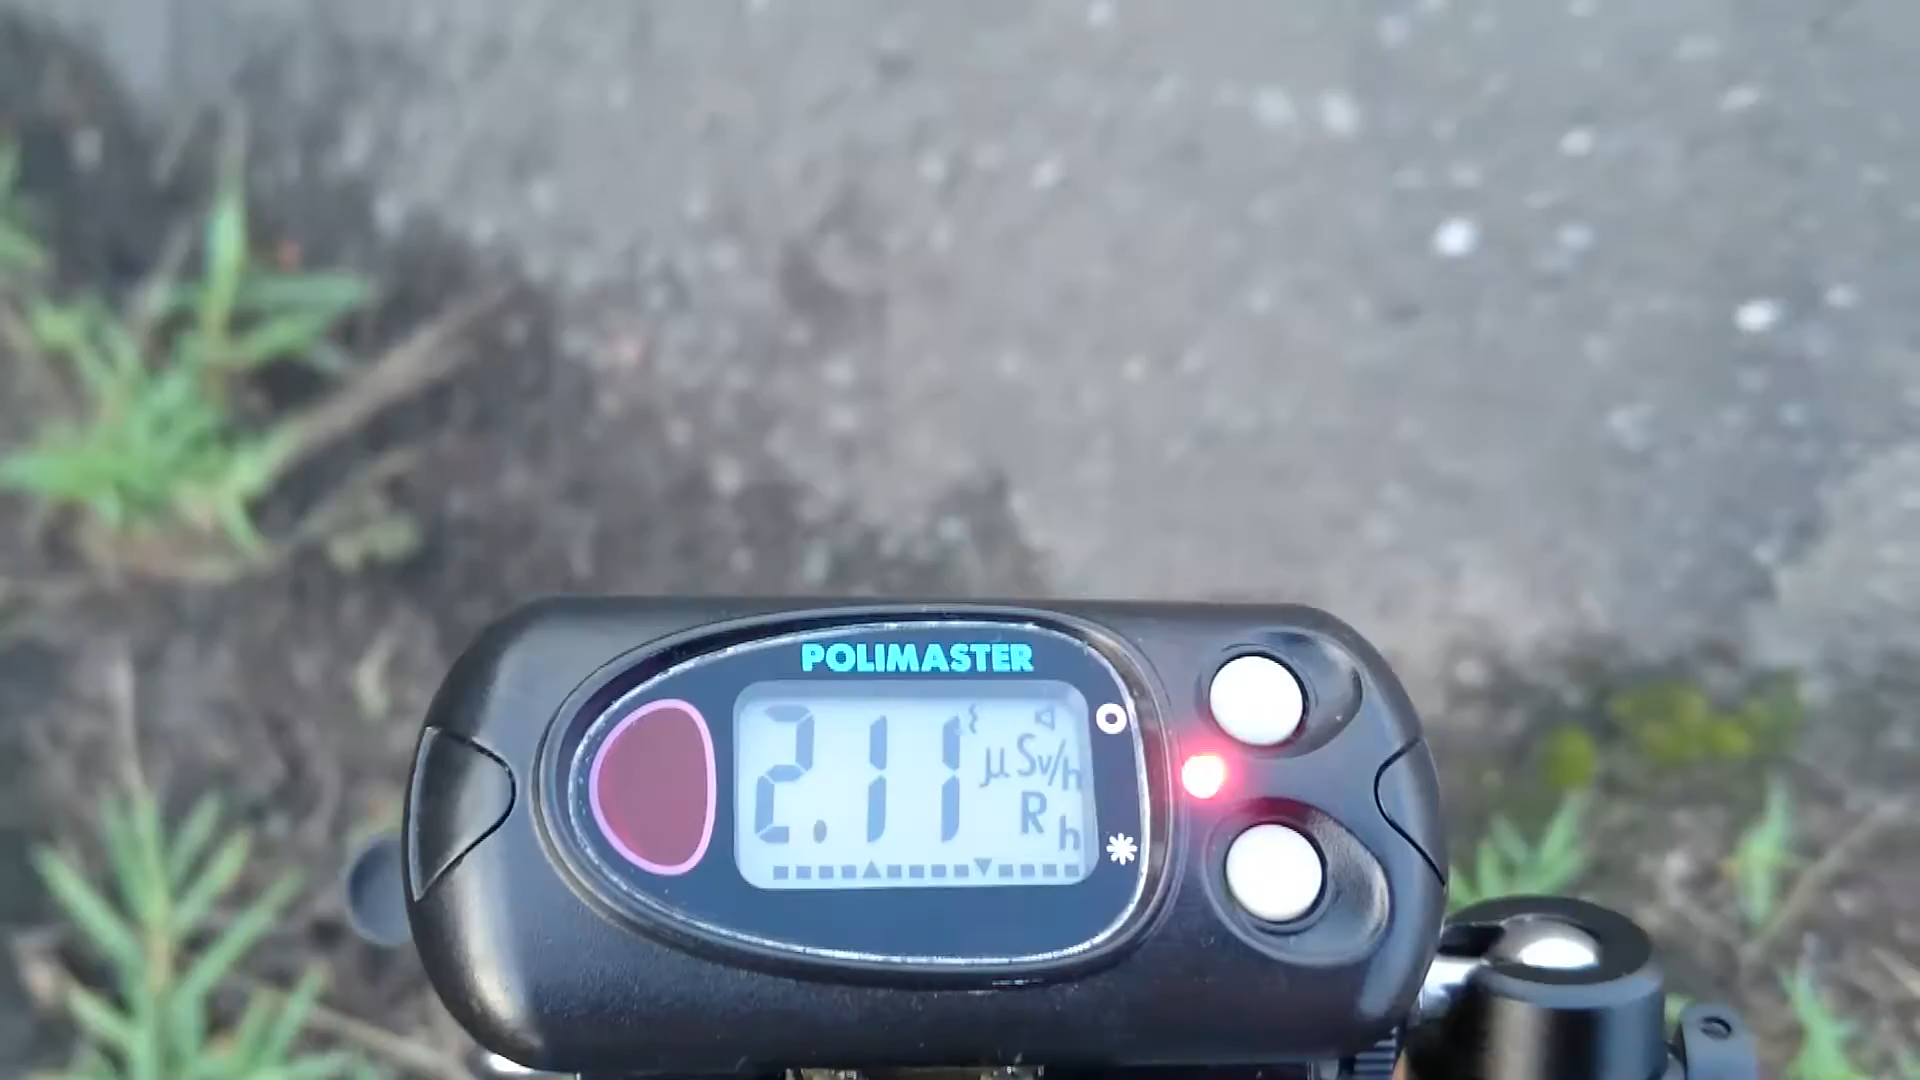 POLIMASTER
2.11 μSv/h
R h